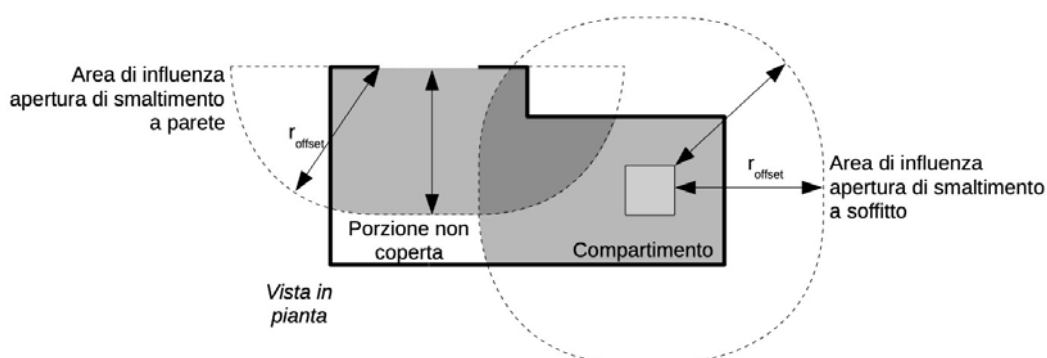 Area di influenza
apertura di smaltimento
a parete
r offset
Porzione non
coperta
Compartimento
r offset
Area di influenza
apertura di smaltimento
a soffitto
Vista in
pianta